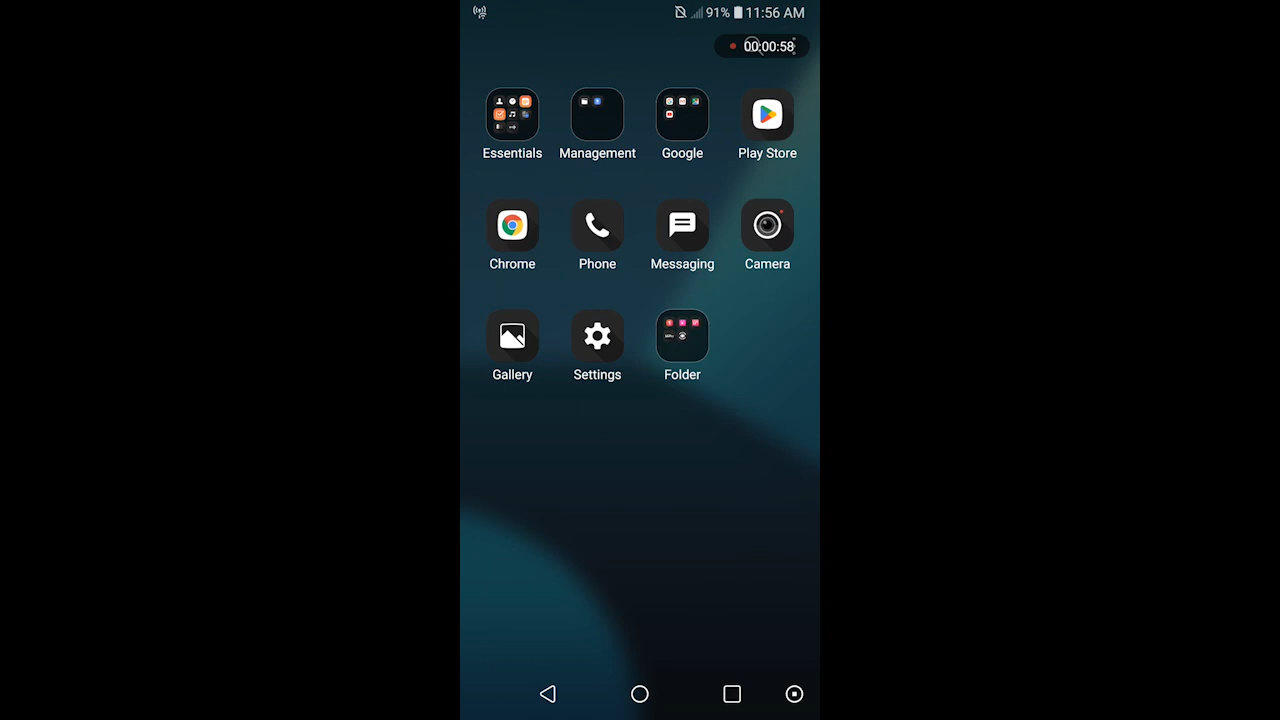 91% 11:56 AM
00:00:58
Essentials Management Google Play Store
Chrome Phone Messaging Camera
Gallery Settings Folder